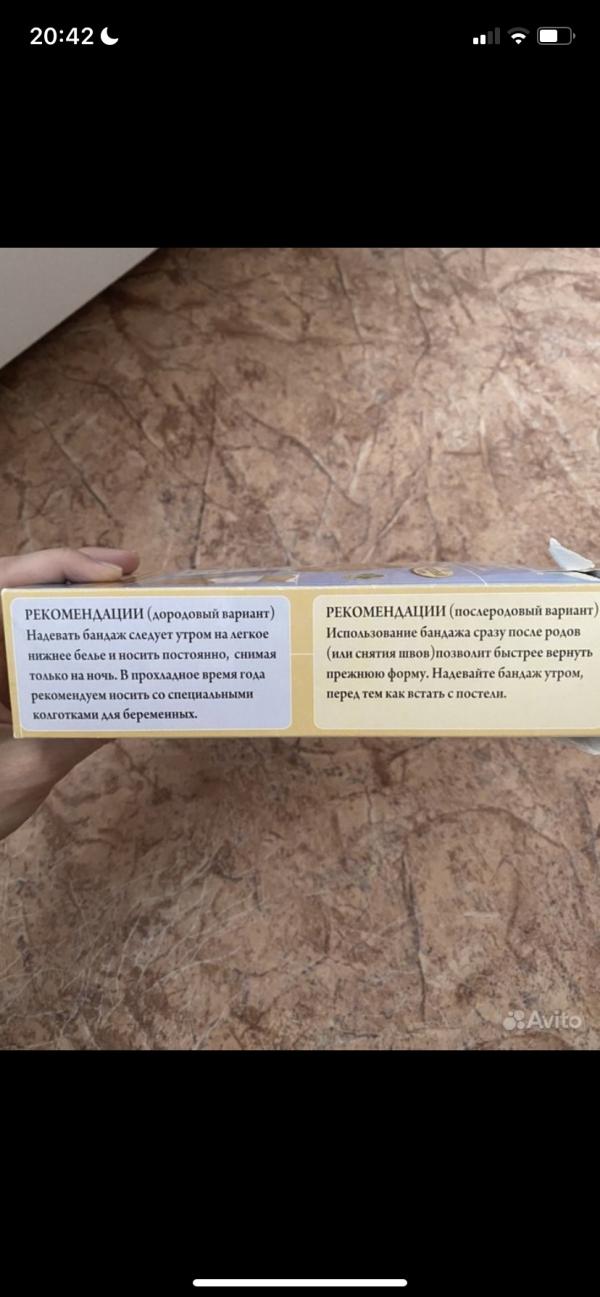 20:42
РЕКОМЕНДАЦИИ (дородовый вариант)
Надевать бандаж следует утром на легкое
нижнее белье и носить постоянно, снимая
только на ночь. В прохладное время года
рекомендуем носить со специальными
колготками для беременных.
РЕКОМЕНДАЦИИ (послеродовый вариант)
Использование бандажа сразу после родов
(или снятия швов)позволит быстрее вернуть
прежнюю форму. Надевайте бандаж утром,
перед тем как встать с постели.
Avito